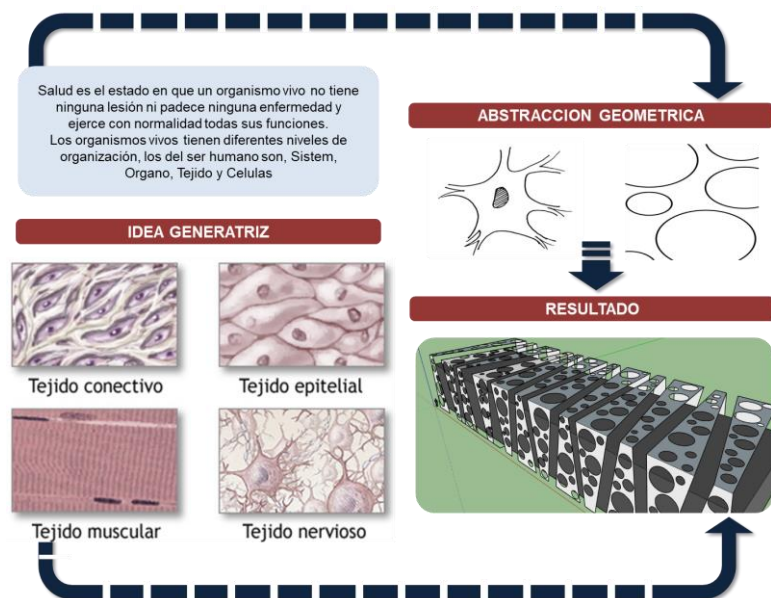 Salud es el estado en que un organismo vivo no tiene
ninguna lesión ni padece ninguna enfermedad y
ejerce con normalidad todas sus funciones.
Los organismos vivos tienen diferentes niveles de
organización, los del ser humano son, Sistem,
Organo, Tejido y Celulas
IDEA GENERATRIZ
Tejido conectivo
Tejido epitelial
Tejido muscular
Tejido nervioso
ABSTRACCION GEOMETRICA
RESULTADO